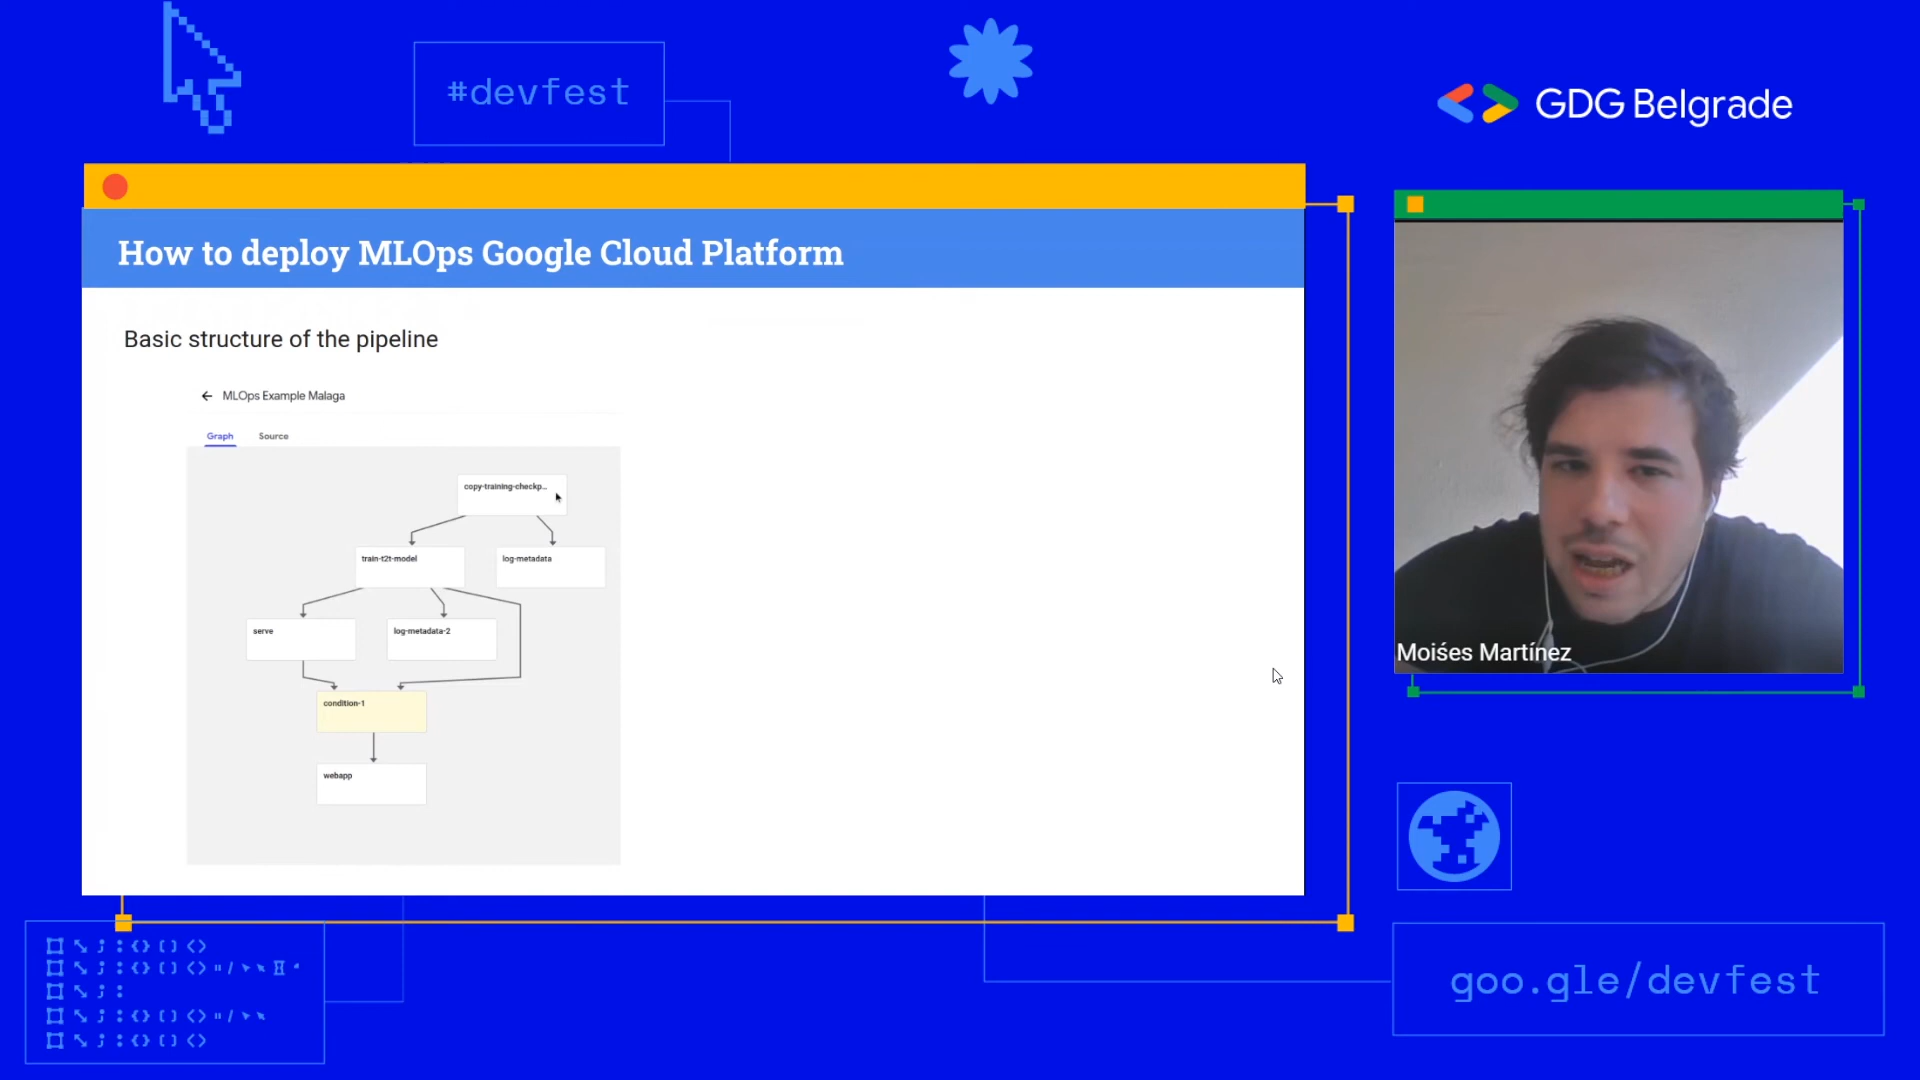 #devfest
GDG Belgrade
How to deploy MLOps Google Cloud Platform
Basic structure of the pipeline
MLOps Example Malaga
Graph Source
copy-training-checkp...
train-t2t-model
log-metadata
serve
log-metadata-2
condition-1
webapp
Moiśes Martínez
goo.gle/devfest